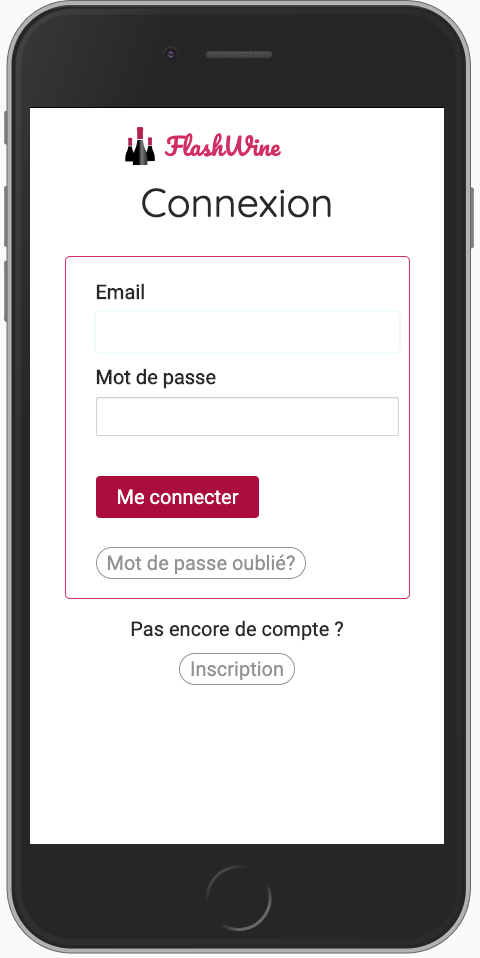 FlashWine
Connexion
Email
Mot de passe
Me connecter
Mot de passe oublié?
Pas encore de compte ?
Inscription